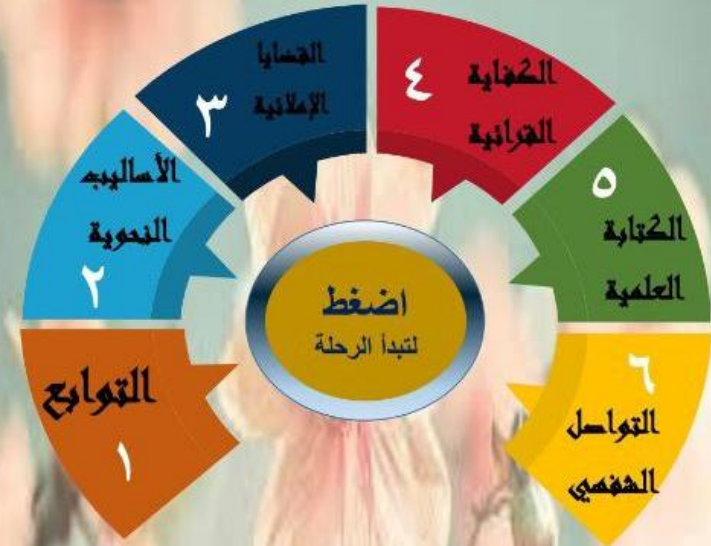 التوابع
١
الأساليب
النحوية
٢
القضايا
الإملائية
٣
الكفاية
القرائية
٤
٥
الكتابة
العلمية
٦
التواصل
الشفهي
اضغط
لتبدأ الرحلة